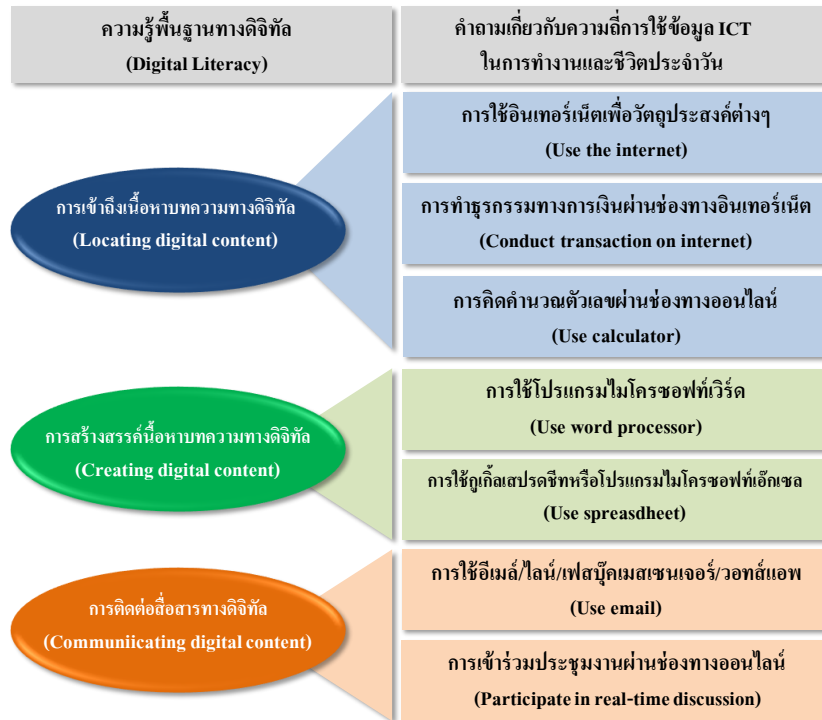 ความรู้พื้นฐานทางดิจิทัล
(Digital Literacy)
คำถามเกี่ยวกับความถี่การใช้ข้อมูล ICT
ในการทำงานและชีวิตประจำวัน
การเข้าถึงเนื้อหาบทความทางดิจิทัล
(Locating digital content)
การใช้อินเทอร์เน็ตเพื่อวัตถุประสงค์ต่างๆ
(Use the internet)
การทำธุรกรรมทางการเงินผ่านช่องทางอินเทอร์เน็ต
(Conduct transaction on internet)
การคิดคำนวณตัวเลขผ่านช่องทางออนไลน์
(Use calculator)
การสร้างสรรค์นื้อหาบทความทางดิจิทัล
(Creating digital content)
การใช้โปรแกรมไมโครซอฟท์เวิร์ด
(Use word processor)
การใช้กูเกิ้ลสเปรดชีทหรือโปรแกรมไมโครซอฟท์เอ็กเซล
(Use spreasdheet)
การติดต่อสื่อสารทางดิจิทัล
(Communiicating digital content)
การใช้อีเมล์/ไลน์/เฟสบุ๊คเมสเซนเจอร์/วอทส์แอพ
(Use email)
การเข้าร่วมประชุมงานผ่านช่องทางออนไลน์
(Participate in real-time discussion)